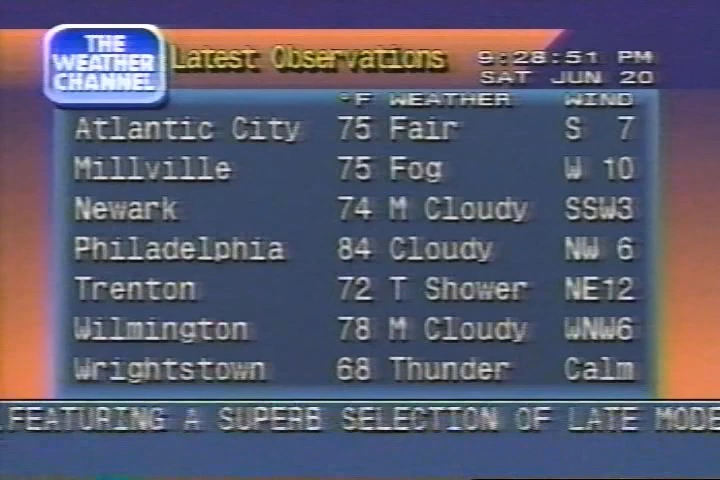 THE
WEATHER
CHANNEL
Latest Observations
9:28:51 PM
SAT JUN 20
°F WEATHER WIND
Atlantic City 75 Fair S 7
Millville 75 Fog W 10
Newark 74 M Cloudy SSW3
Philadelphia 84 Cloudy NW 6
Trenton 72 T Shower NE12
Wilmington 78 M Cloudy WNW6
Wrightstown 68 Thunder Calm
.FEATURING A SUPERB SELECTION OF LATE MODE